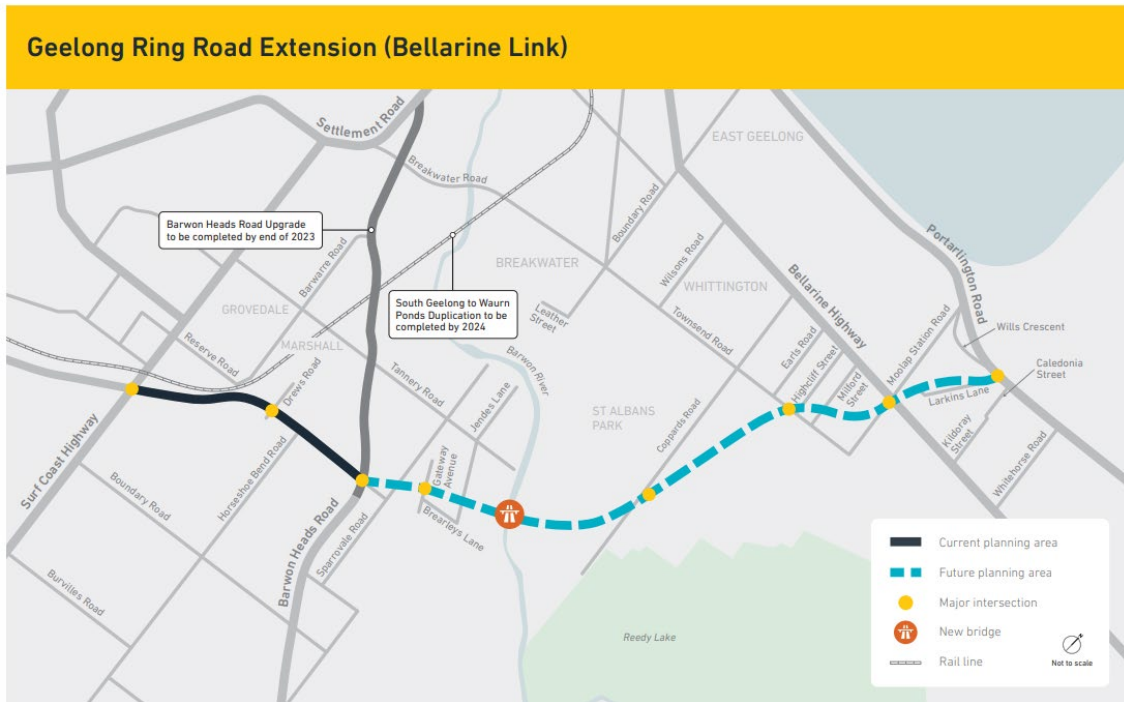 Geelong Ring Road Extension (Bellarine Link)
Settlement Road
EAST GEELONG
Breakwater Road
Boundary Road
Barwon Heads Road Upgrade
to be completed by end of 2023
Barwarre Road
Wilsons Road
Portarlington Road
BREAKWATER
Bellarine Highway
WHITTINGTON
South Geelong to Waurn
Ponds Duplication to be
completed by 2024
GROVEDALE
Leather
Street
Townsend Road
Moolap Station Road
Wills Crescent
MARSHALL
Reserve Road
Barwon River
Earls Road
Highcliff Street
Milford
Street
Caledonia
Street
Drews Road
Tannery Road
Jendes Lane
Larkins Lane
ST ALBANS
PARK
Coppards Road
Kildoray
Street
Surf Coast Highway
Horseshoe Bend Road
Boundary Road
Gateway
Avenue
Whitehorse Road
Brearleys Lane
Barwon Heads Road
Sparrovale Road
Burvilles Road
Reedy Lake
Current planning area
Future planning area
Major intersection
New bridge
Rail line
Not to scale